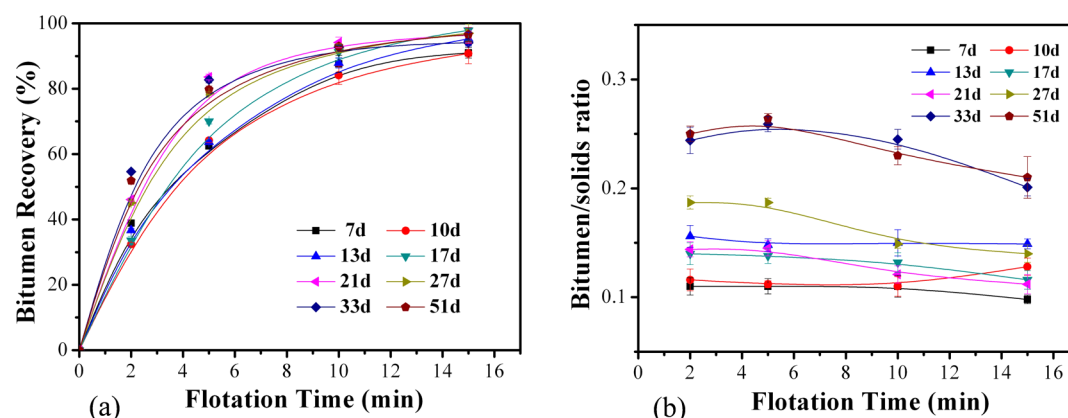 Bitumen Recovery (%)
100
80
60
40
20
0
7d 10d
13d 17d
21d 27d
33d 51d
0 2 4 6 8 10 12 14 16
(a) Flotation Time (min)
Bitumen/solids ratio
0.3
0.2
0.1
7d 10d
13d 17d
21d 27d
33d 51d
2 4 6 8 10 12 14 16
(b) Flotation Time (min)